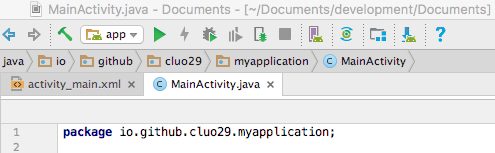 MainActivity.java - Documents - [~/Documents/development/Documents]
app
java io github cluo29 myapplication MainActivity
activity_main.xml MainActivity.java
1 package io.github.cluo29.myapplication;
2